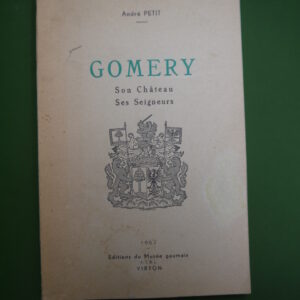 André PETIT
GOMERY
Son Château
Ses Seigneurs
Editions du Musée gaumais
VIRTON